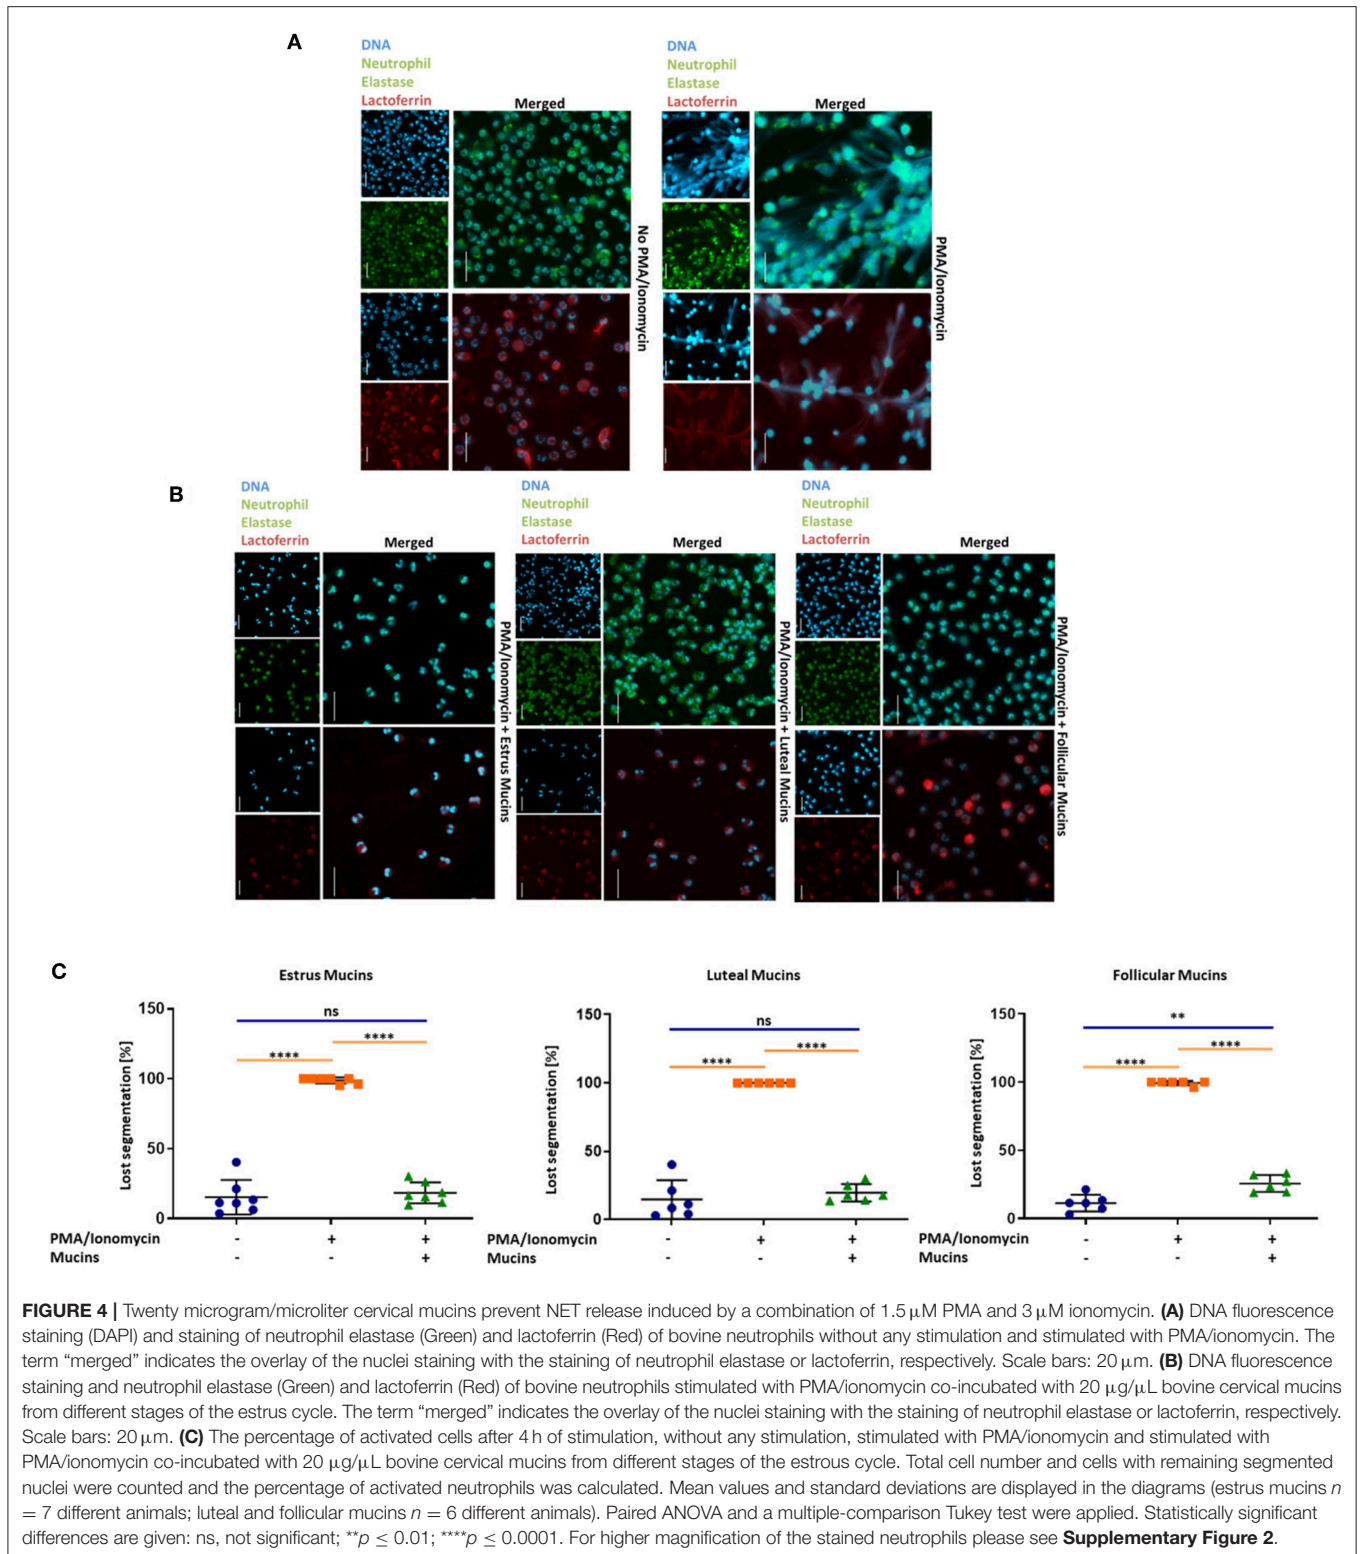 A
DNA
Neutrophil
Elastase
Lactoferrin
Merged
No PMA/Ionomycin
DNA
Neutrophil
Elastase
Lactoferrin
Merged
PMA/Ionomycin
B
DNA
Neutrophil
Elastase
Lactoferrin
Merged
PMA/Ionomycin + Estrus Mucins
DNA
Neutrophil
Elastase
Lactoferrin
Merged
PMA/Ionomycin + Luteal Mucins
DNA
Neutrophil
Elastase
Lactoferrin
Merged
PMA/Ionomycin + Follicular Mucins
C
Estrus Mucins
Lost segmentation [%]
150
100
50
0
ns
****
****
PMA/Ionomycin - + +
Mucins - - +
Luteal Mucins
Lost segmentation [%]
150
100
50
0
ns
****
****
PMA/Ionomycin - + +
Mucins - - +
Follicular Mucins
Lost segmentation [%]
150
100
50
0
**
****
****
PMA/Ionomycin - + +
Mucins - - +
FIGURE 4 | Twenty microgram/microliter cervical mucins prevent NET release induced by a combination of 1.5 μM PMA and 3 μM ionomycin. (A) DNA fluorescence
staining (DAPI) and staining of neutrophil elastase (Green) and lactoferrin (Red) of bovine neutrophils without any stimulation and stimulated with PMA/ionomycin. The
term “merged” indicates the overlay of the nuclei staining with the staining of neutrophil elastase or lactoferrin, respectively. Scale bars: 20 μm. (B) DNA fluorescence
staining and neutrophil elastase (Green) and lactoferrin (Red) of bovine neutrophils stimulated with PMA/ionomycin co-incubated with 20 μg/μL bovine cervical mucins
from different stages of the estrus cycle. The term “merged” indicates the overlay of the nuclei staining with the staining of neutrophil elastase or lactoferrin, respectively.
Scale bars: 20 μm. (C) The percentage of activated cells after 4 h of stimulation, without any stimulation, stimulated with PMA/ionomycin and stimulated with
PMA/ionomycin co-incubated with 20 μg/μL bovine cervical mucins from different stages of the estrous cycle. Total cell number and cells with remaining segmented
nuclei were counted and the percentage of activated neutrophils was calculated. Mean values and standard deviations are displayed in the diagrams (estrus mucins n
= 7 different animals; luteal and follicular mucins n = 6 different animals). Paired ANOVA and a multiple-comparison Tukey test were applied. Statistically significant
differences are given: ns, not significant; **p ≤ 0.01; ****p ≤ 0.0001. For higher magnification of the stained neutrophils please see Supplementary Figure 2.